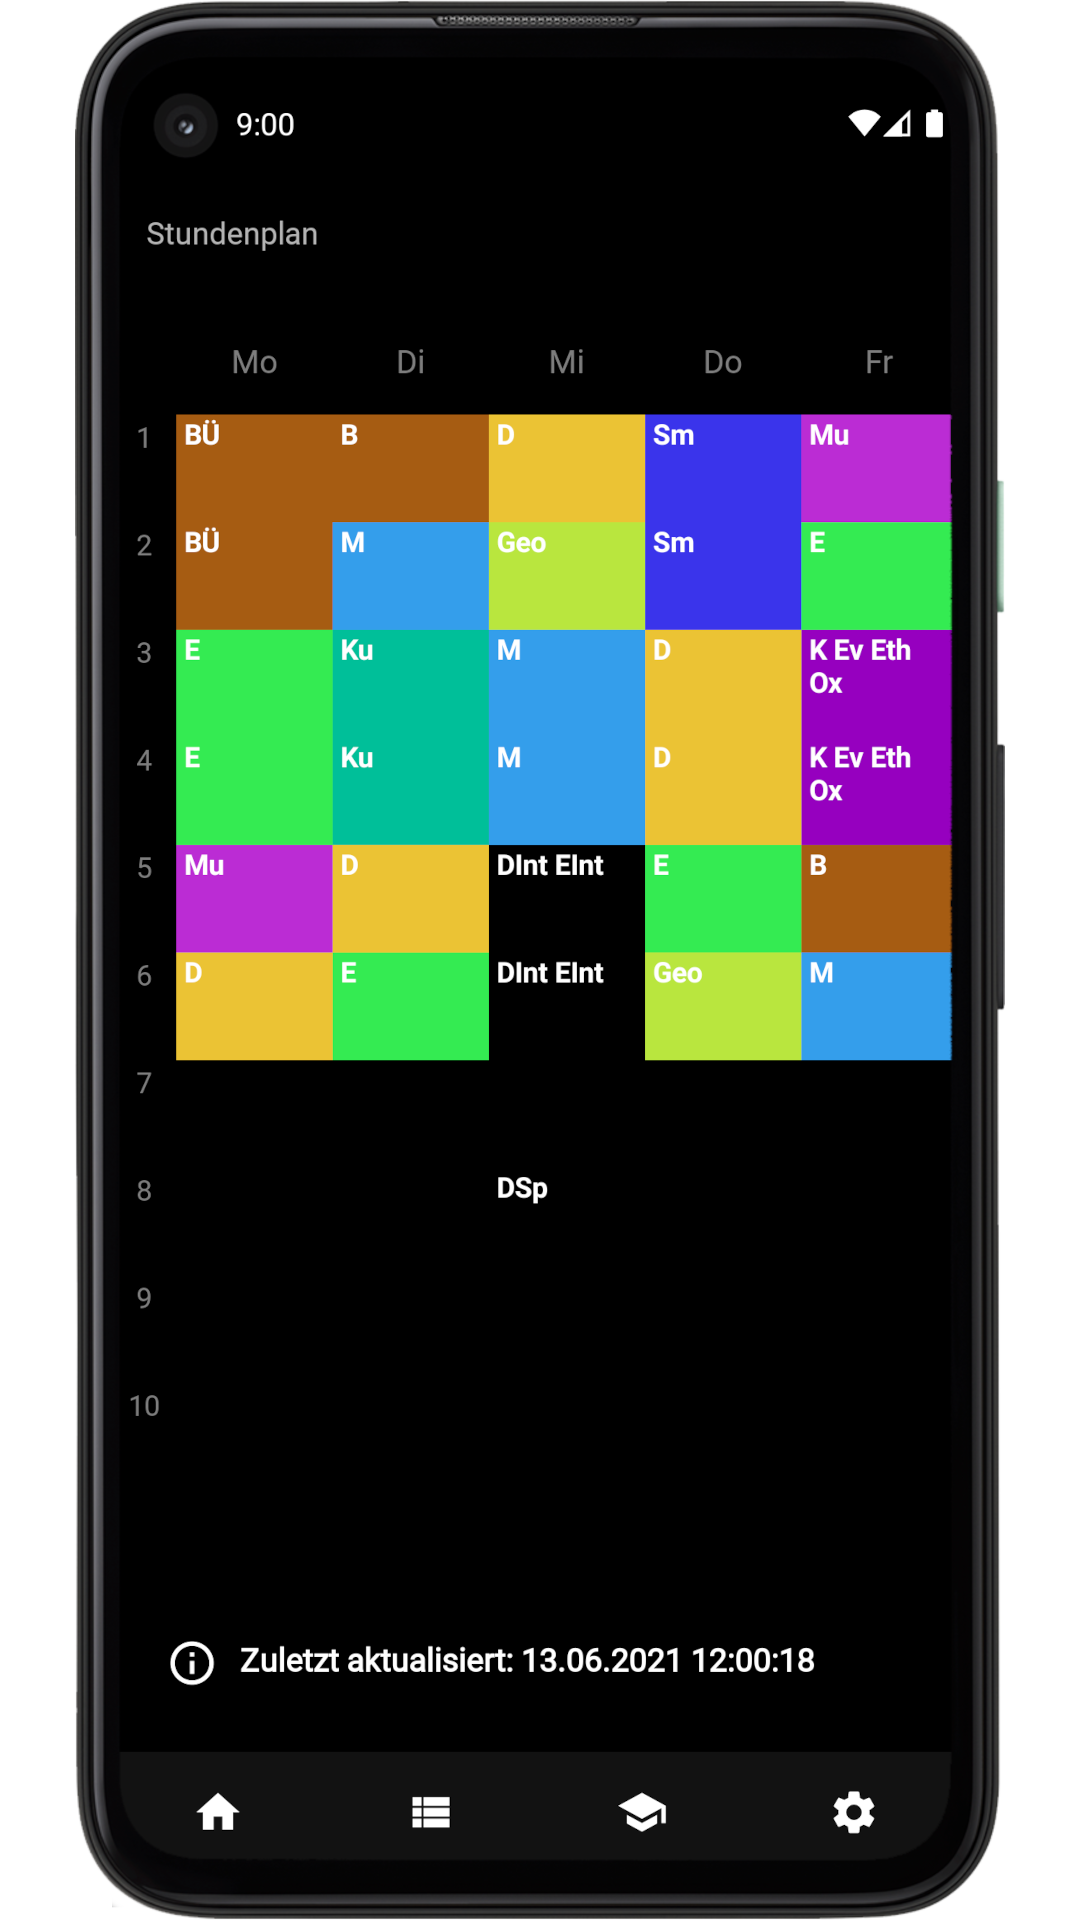 9:00
Stundenplan
Mo Di Mi Do Fr
1 BÜ B D Sm Mu
2 BÜ M Geo Sm E
3 E Ku M D K Ev Eth
Ox
4 E Ku M D K Ev Eth
Ox
5 Mu D DInt EInt E B
6 D E DInt EInt Geo M
7
8 DSp
9
10
Zuletzt aktualisiert: 13.06.2021 12:00:18